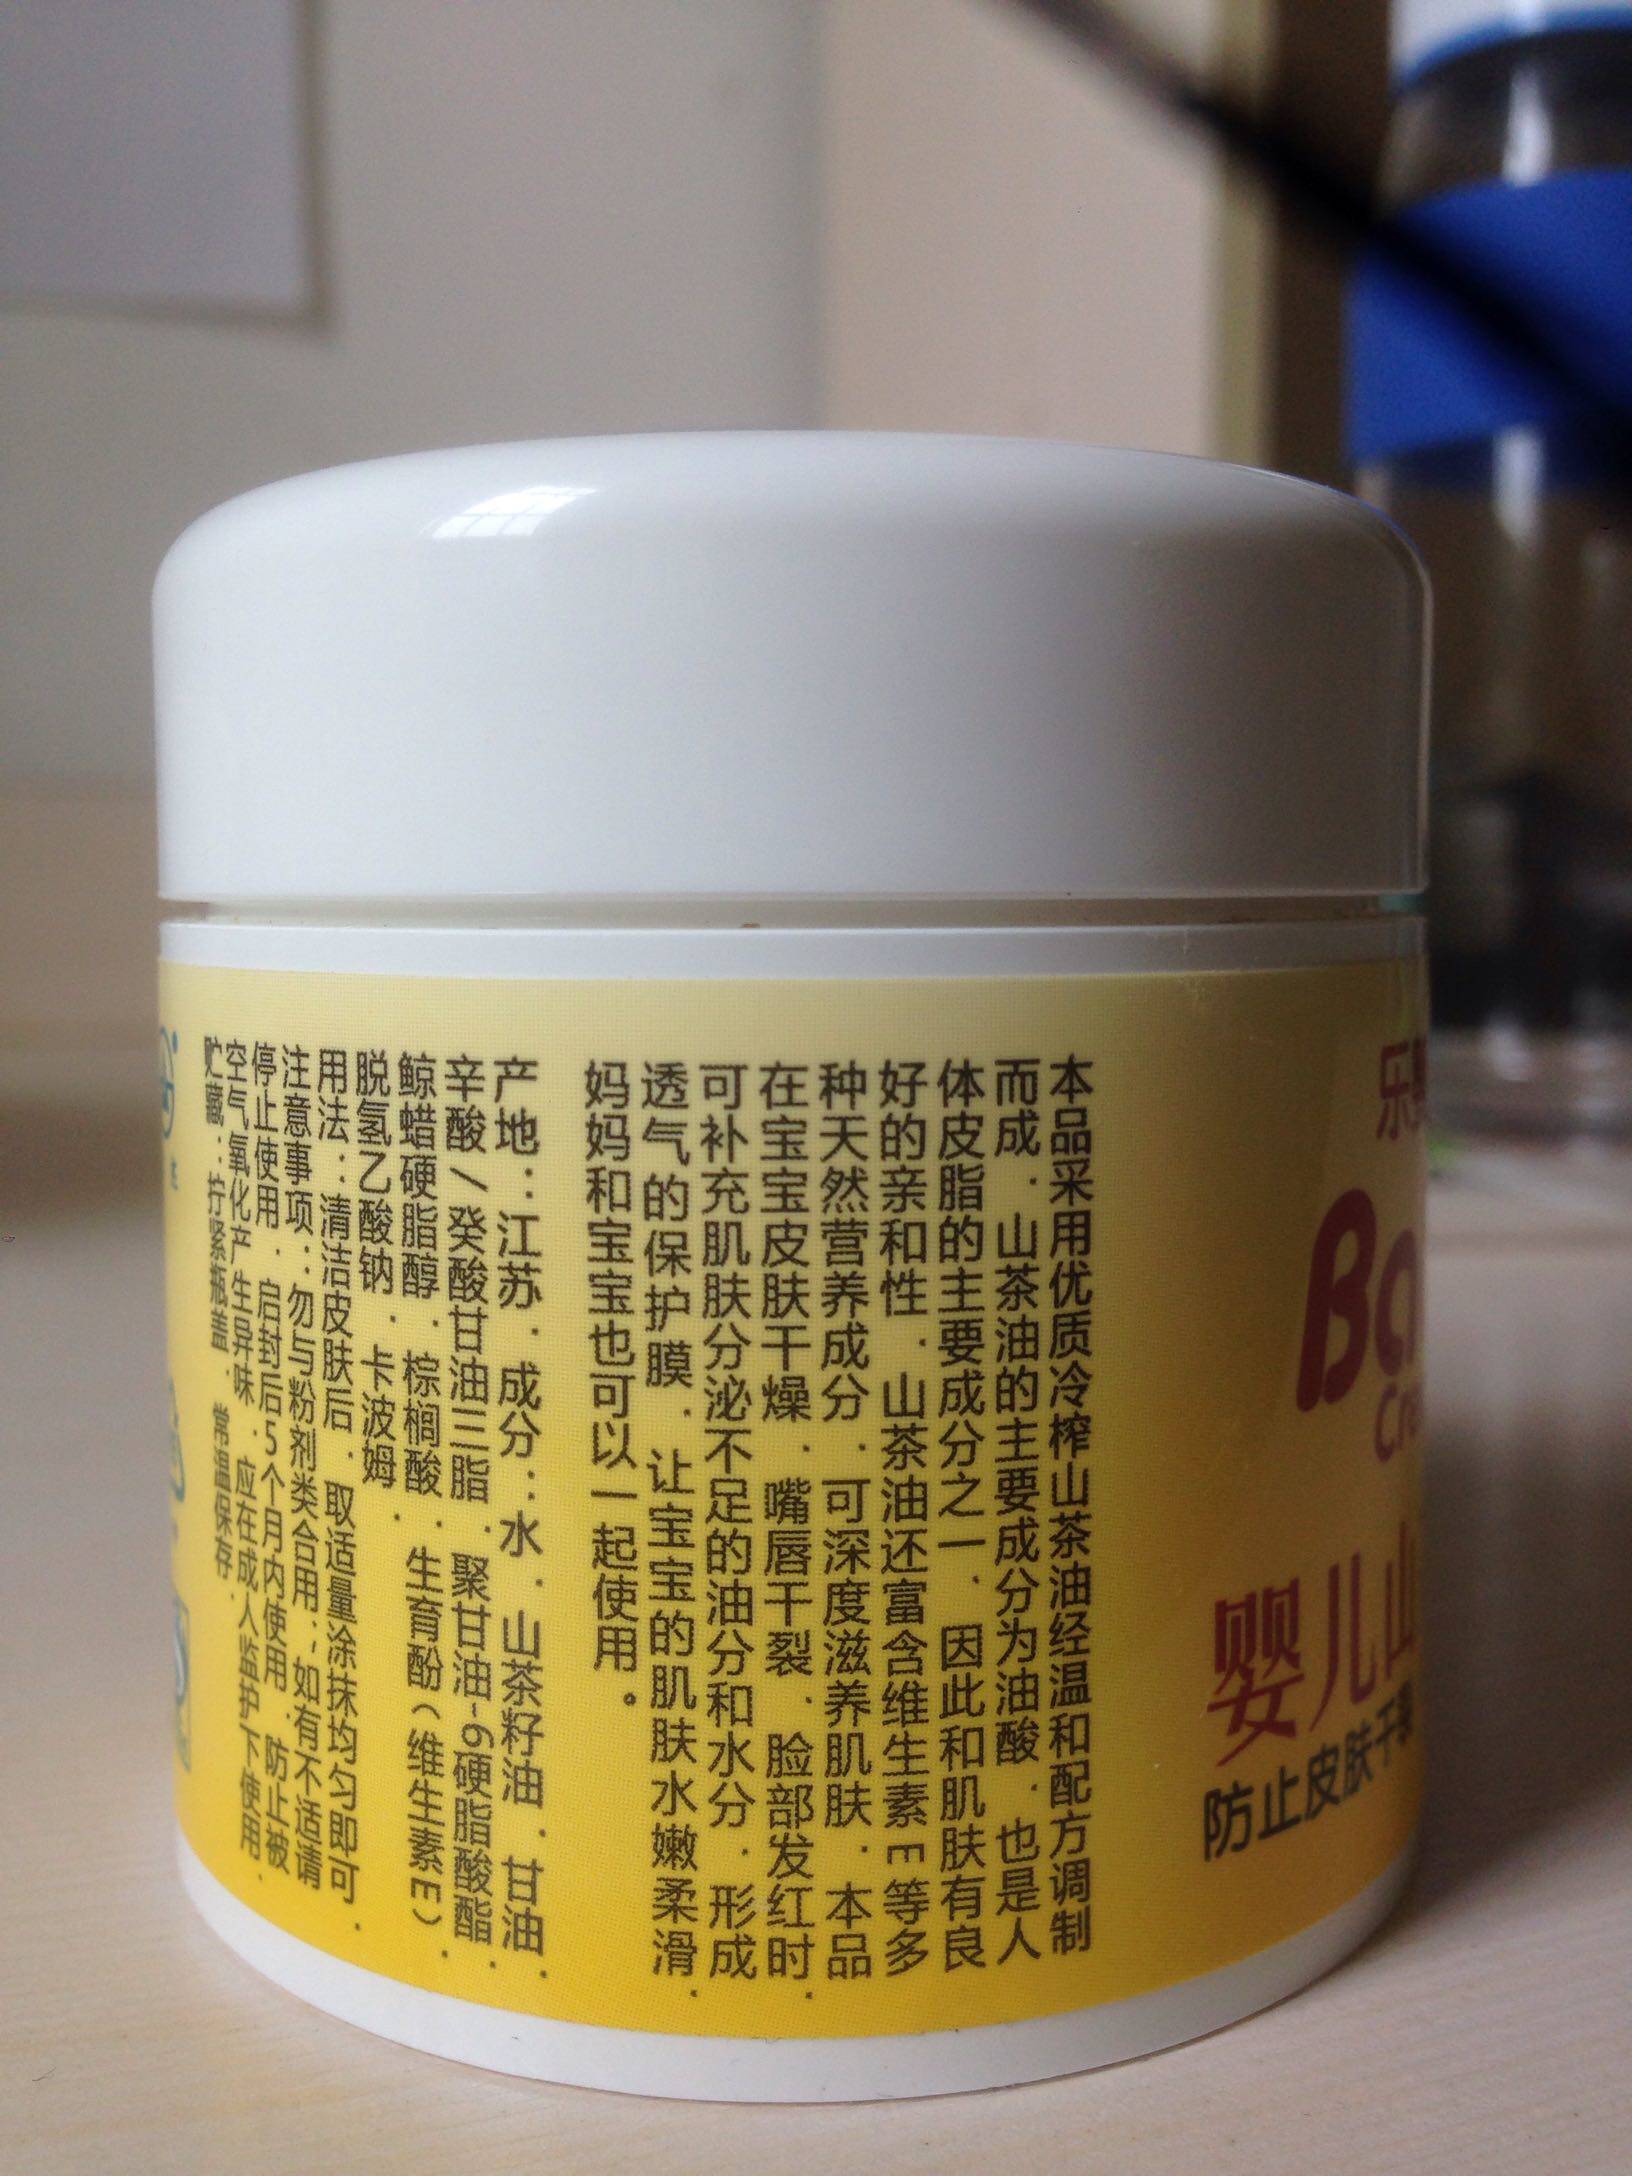 本品采用优质冷榨山茶油经温和配方调制
而成．山茶油的主要成分为油酸．也是人
体皮脂的主要成分之一．因此和肌肤有良
好的亲和性．山茶油还富含维生素E等多
种天然营养成分．可深度滋养肌肤．本品
在宝宝皮肤干燥．嘴唇干裂．脸部发红时．
可补充肌肤分泌不足的油分和水分．形成
透气的保护膜．让宝宝的肌肤水嫩柔滑．
妈妈和宝宝也可以一起使用。
产地：江苏．成分：水．山茶籽油．甘油．
辛酸/癸酸甘油三脂．聚甘油-6硬脂酸酯．
鲸蜡硬脂醇．棕榈酸．生育酚(维生素E)．
脱氢乙酸钠．卡波姆．
用法：清洁皮肤后．取适量涂抹均匀即可．
注意事项：勿与粉剂类合用；如有不适请
停止使用．启封后5个月内使用．防止被
空气氧化产生异味．应在成人监护下使用．
贮藏：拧紧瓶盖．常温保存．
乐
Ba
Cre
婴儿山
防止皮肤干